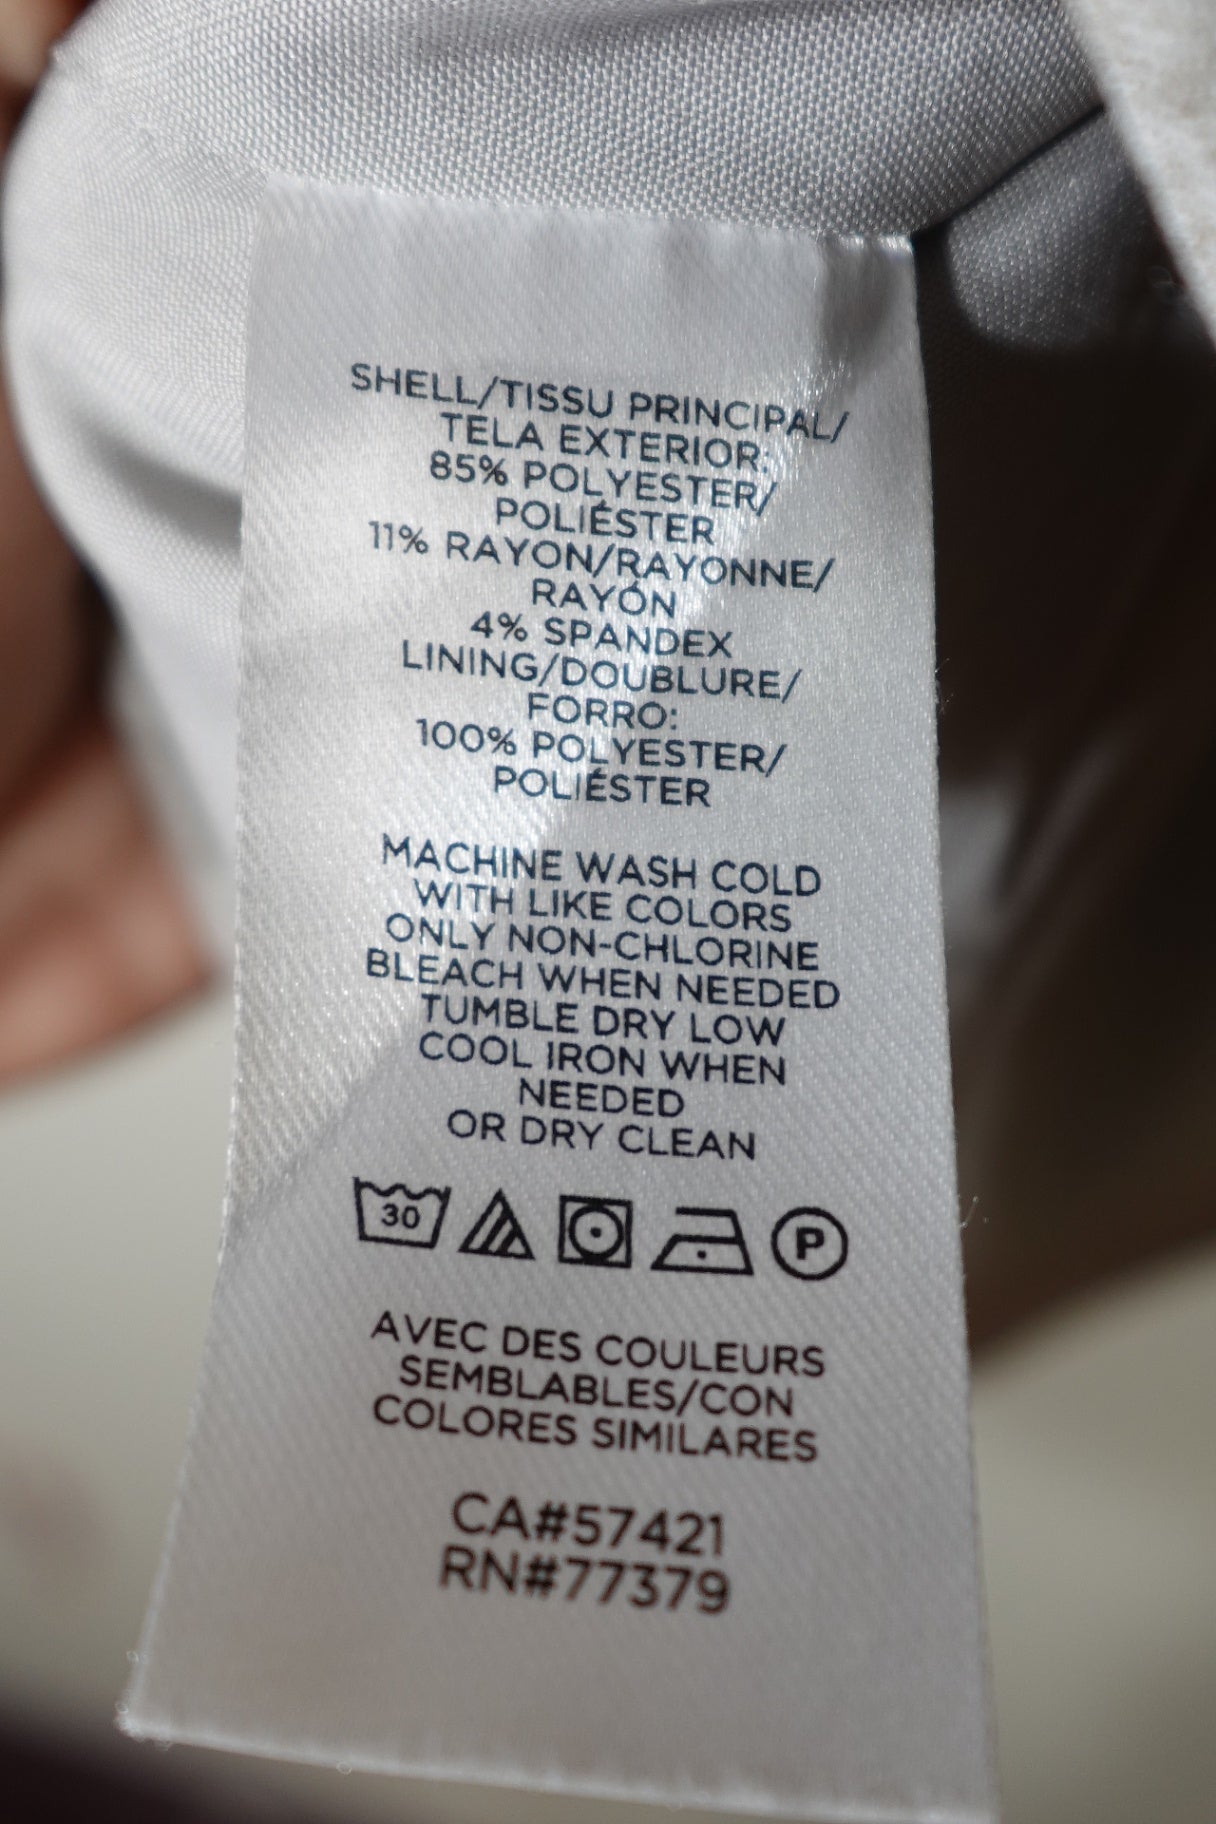 SHELL/TISSU PRINCIPAL/
TELA EXTERIOR:
85% POLYESTER/
POLIÉSTER
11% RAYON/RAYONNE/
RAYÓN
4% SPANDEX
LINING/DOUBLURE/
FORRO:
100% POLYESTER/
POLIÉSTER
MACHINE WASH COLD
WITH LIKE COLORS
ONLY NON-CHLORINE
BLEACH WHEN NEEDED
TUMBLE DRY LOW
COOL IRON WHEN
NEEDED
OR DRY CLEAN
30 P
AVEC DES COULEURS
SEMBLABLES/CON
COLORES SIMILARES
CA#57421
RN#77379